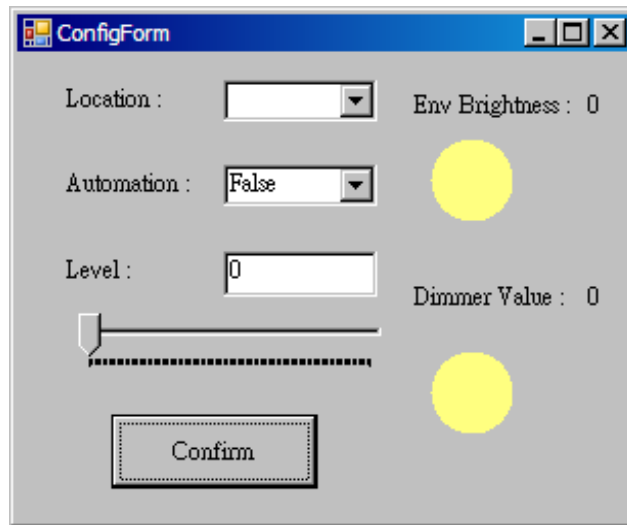 ConfigForm
Location :
Env Brightness : 0
Automation : False
Level : 0
Dimmer Value : 0
Confirm